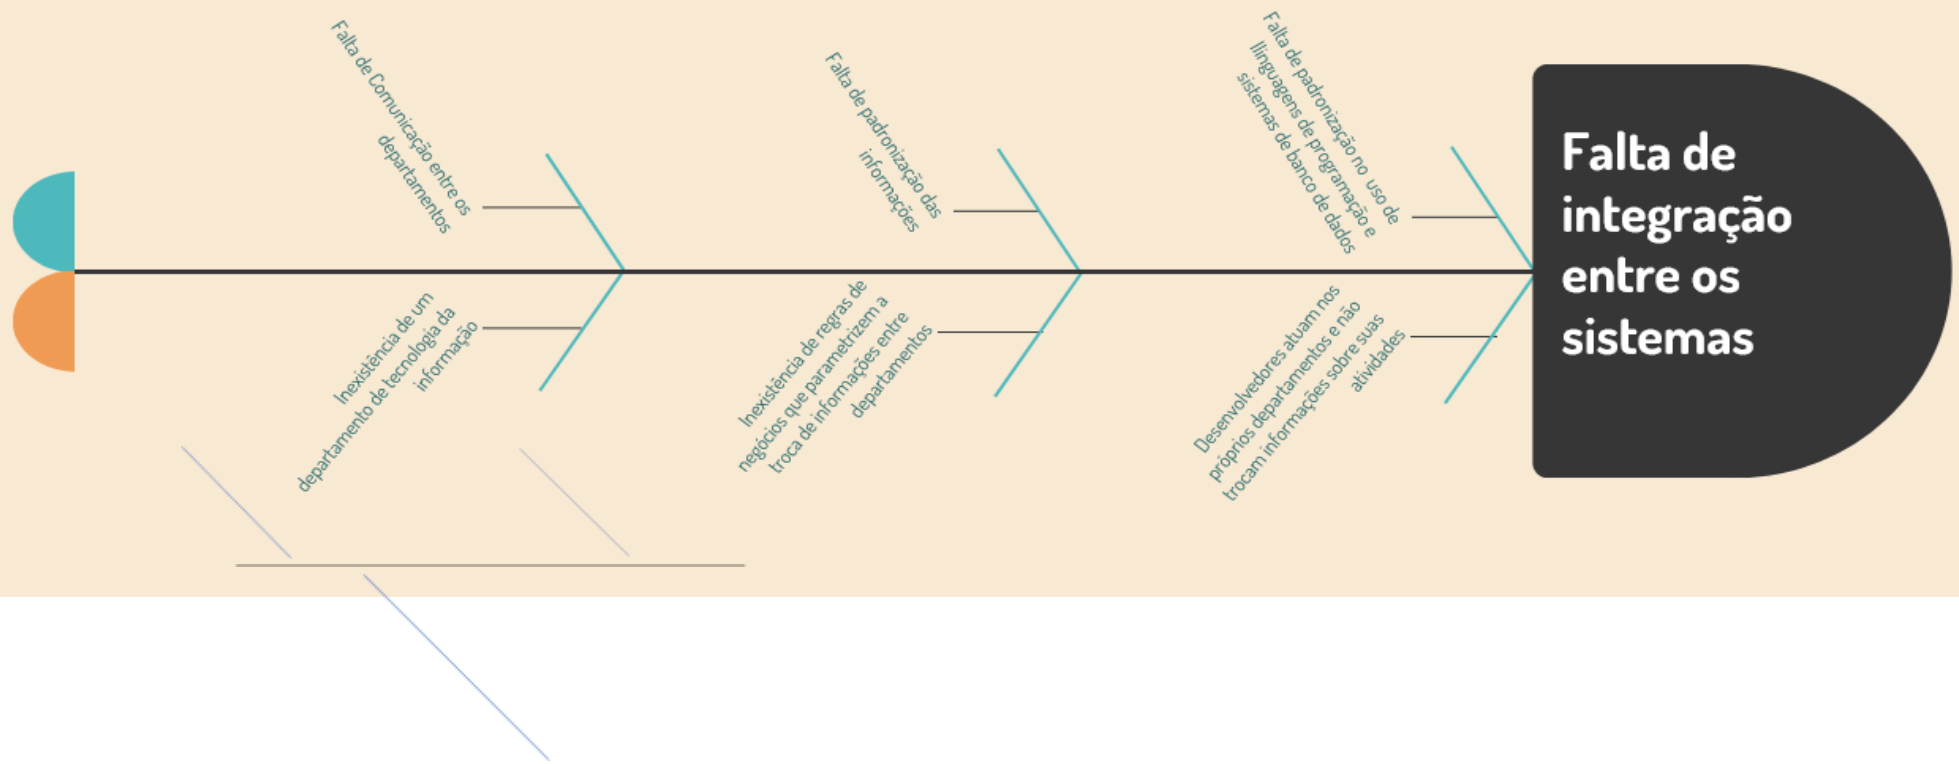 Falta de Comunicação entre os
departamentos
Falta de padronização das
informações
Falta de padronização no uso de
llinguagens de programação e
sistemas de banco de dados
Falta de
integração
entre os
sistemas
Inexistência de um
departamento de tecnologia da
informação
Inexistência de regras de
negócios que parametrizem a
troca de informações entre
departamentos
Desenvolvedores atuam nos
próprios departamentos e não
trocam informações sobre suas
atividades